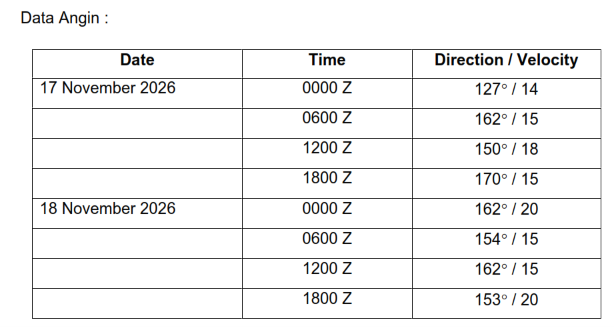 Data Angin :
Date Time Direction / Velocity
17 November 2026 0000 Z 127° / 14
0600 Z 162° / 15
1200 Z 150° / 18
1800 Z 170° / 15
18 November 2026 0000 Z 162° / 20
0600 Z 154° / 15
1200 Z 162° / 15
1800 Z 153° / 20